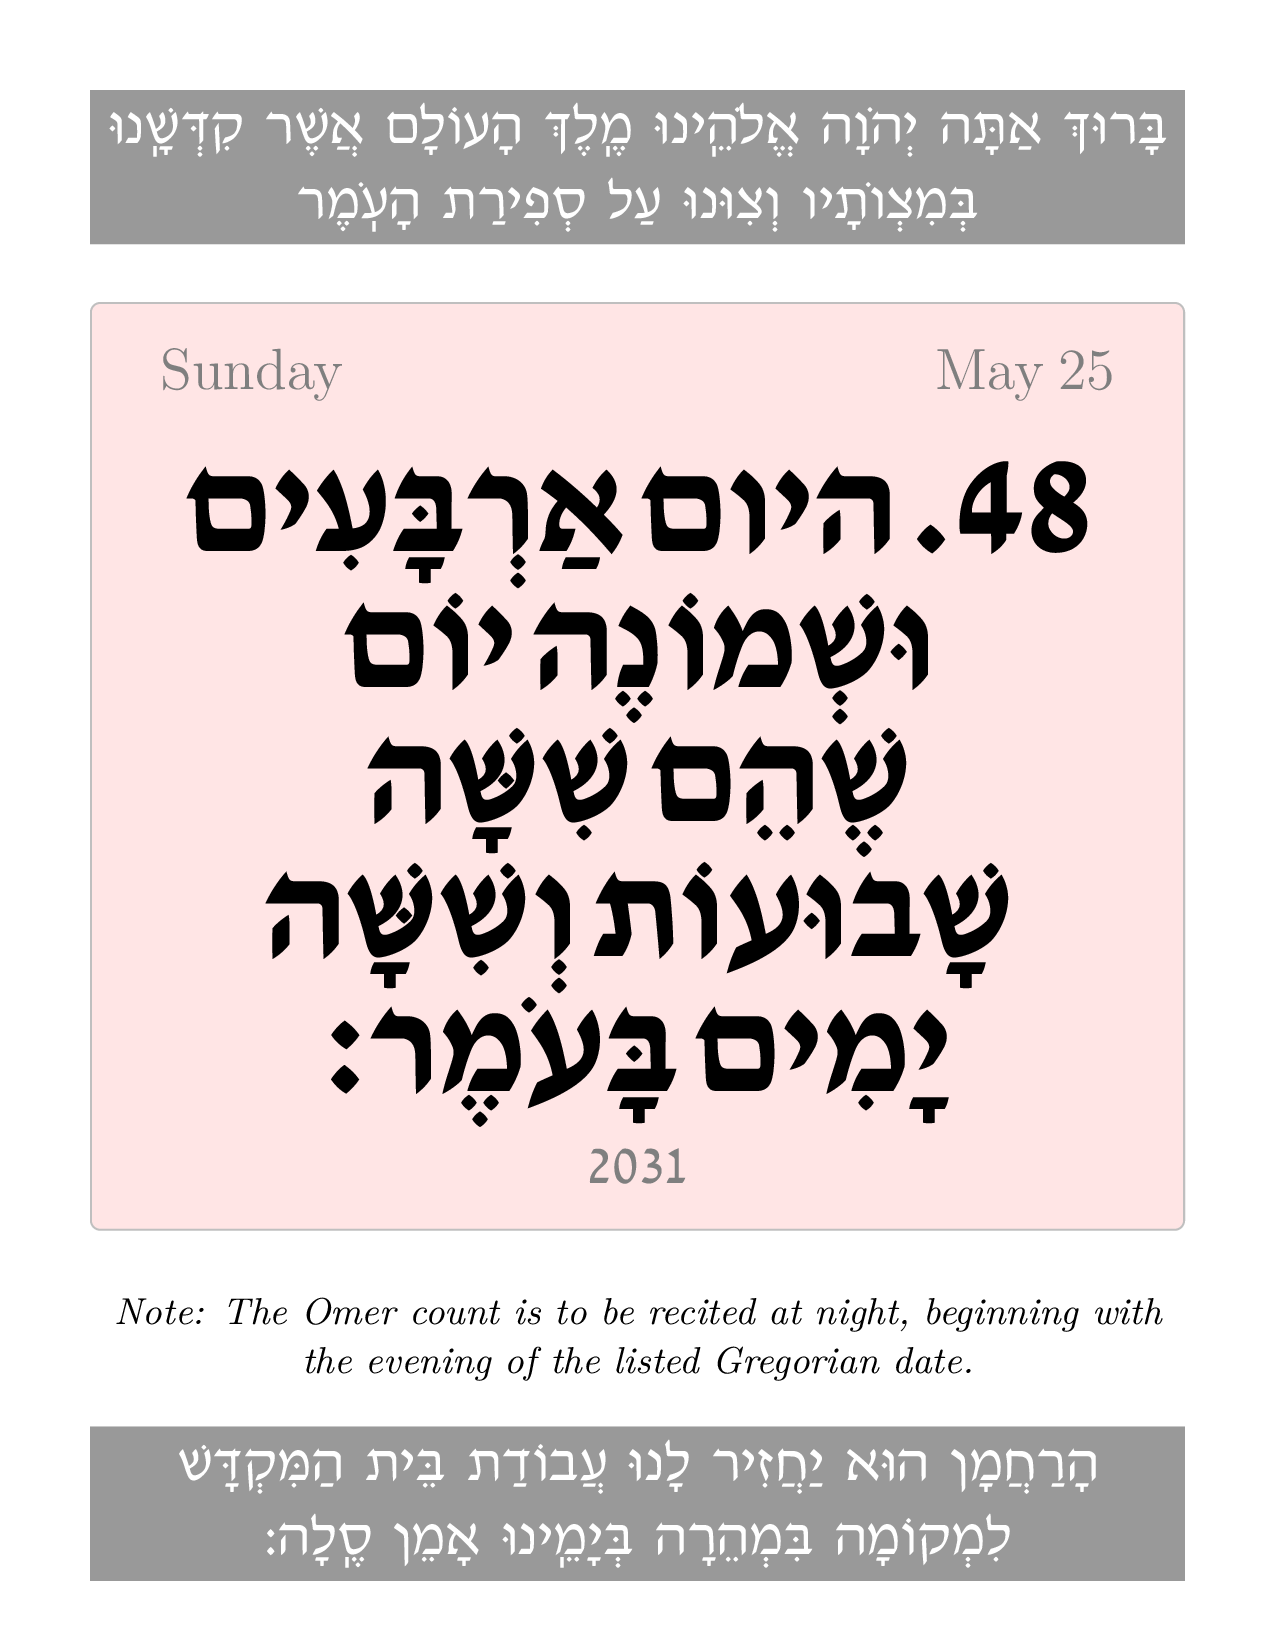 בָּרוּךְ אַתָּה יְהֹוָה אֱלֹהֵֽינוּ מֶֽלֶךְ הָעוֹלָם אֲשֶׁר קִדְּשָֽׁנוּ
בְּמִצְוֹתָיו וְצִוּנוּ עַל סְפִירַת הָעֹֽמֶר
Sunday May 25
48. היום אַרְבָּעִים
וּשְׁמוֹנֶה יוֹם
שֶׁהֵם שִׁשָּׁה
שָׁבוּעוֹת וְשִׁשָּׁה
יָמִים בָּעֹמֶר:
2031
Note: The Omer count is to be recited at night, beginning with
the evening of the listed Gregorian date.
הָרַחֲמָן הוּא יַחֲזִיר לָנוּ עֲבוֹדַת בֵּית הַמִּקְדָּשׁ
לִמְקוֹמָהּ בִּמְהֵרָה בְּיָמֵֽינוּ אָמֵן סֶֽלָה: